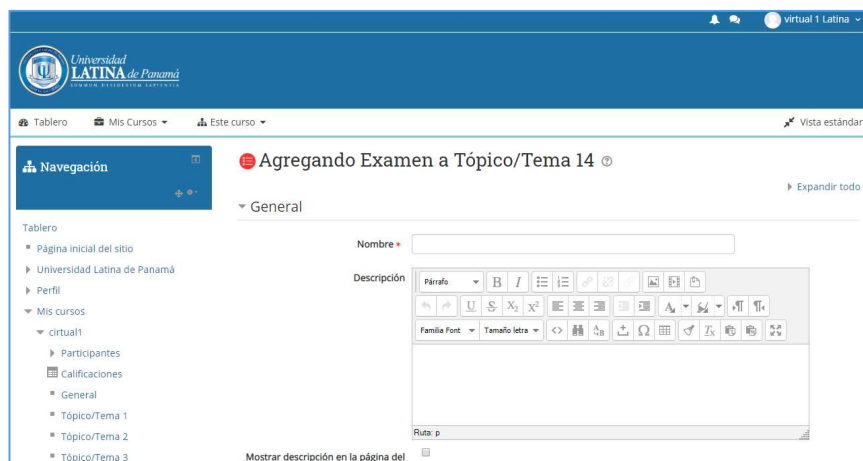 virtual 1 Latina
Universidad
LATINA de Panamá
Tablero Mis Cursos Este curso Vista estándar
Navegación
Agregando Examen a Tópico/Tema 14
Expandir todo
General
Tablero
Página inicial del sitio
Universidad Latina de Panamá
Perfil
Mis cursos
cirtual1
Participantes
Calificaciones
General
Tópico/Tema 1
Tópico/Tema 2
Tópico/Tema 3
Nombre
Descripción
Párrafo
Familia Font Tamaño letra
Ruta: p
Mostrar descripción en la página del